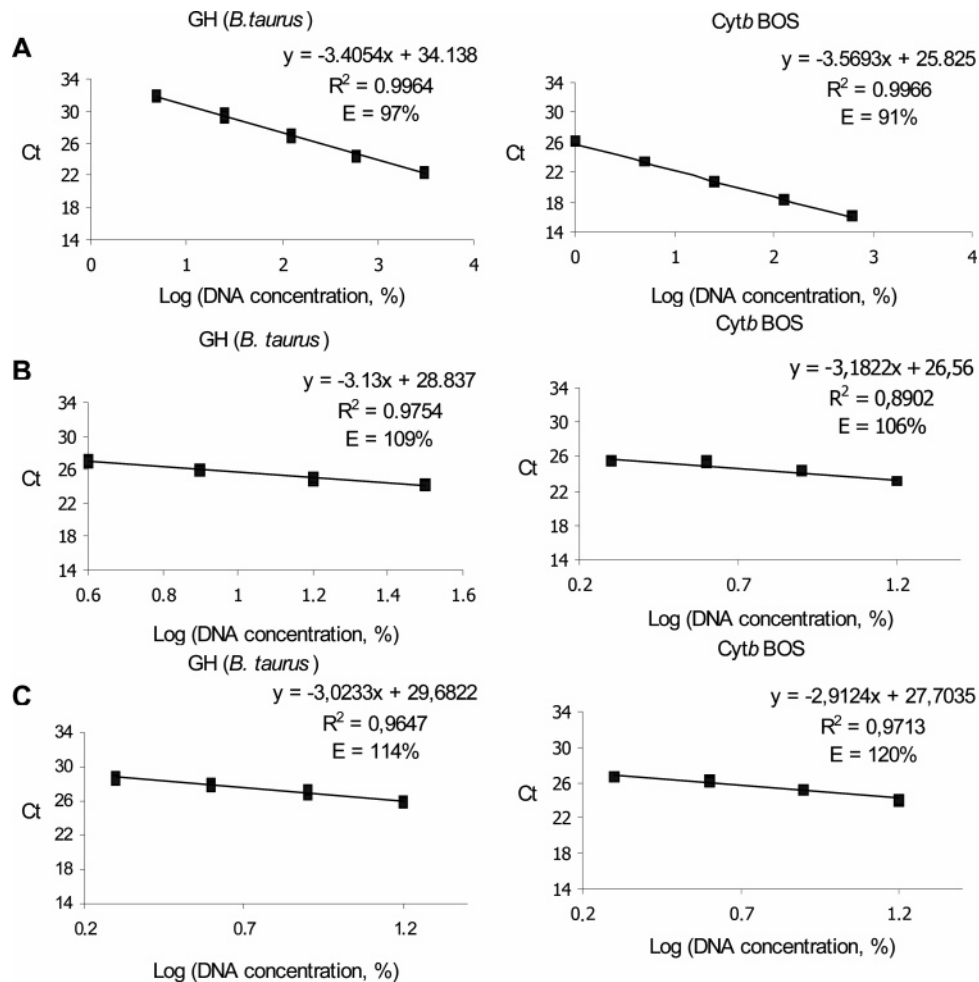 GH (B.taurus)
Cytb BOS
A
y = -3.4054x + 34.138
R² = 0.9964
E = 97%
y = -3.5693x + 25.825
R² = 0.9966
E = 91%
34
30
26
22
18
14
Ct
0 1 2 3 4
Log (DNA concentration, %)
34
30
26
22
18
14
Ct
0 1 2 3 4
Log (DNA concentration, %)
GH (B. taurus)
Cytb BOS
B
y = -3.13x + 28.837
R² = 0.9754
E = 109%
y = -3,1822x + 26,56
R² = 0,8902
E = 106%
34
30
26
22
18
14
Ct
0.6 0.8 1 1.2 1.4 1.6
Log (DNA concentration, %)
34
30
26
22
18
14
Ct
0.2 0.7 1.2
Log (DNA concentration, %)
GH (B. taurus)
Cytb BOS
C
y = -3,0233x + 29,6822
R² = 0,9647
E = 114%
y = -2,9124x + 27,7035
R² = 0,9713
E = 120%
34
30
26
22
18
14
Ct
0.2 0.7 1.2
Log (DNA concentration, %)
34
30
26
22
18
14
Ct
0.2 0.7 1.2
Log (DNA concentration, %)